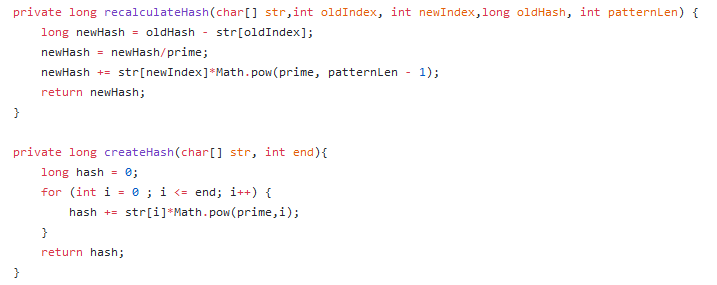 private long recalculateHash(char[] str,int oldIndex, int newIndex,long oldHash, int patternLen) {
    long newHash = oldHash - str[oldIndex];
    newHash = newHash/prime;
    newHash += str[newIndex]*Math.pow(prime, patternLen - 1);
    return newHash;
}

private long createHash(char[] str, int end){
    long hash = 0;
    for (int i = 0 ; i <= end; i++) {
        hash += str[i]*Math.pow(prime,i);
    }
    return hash;
}